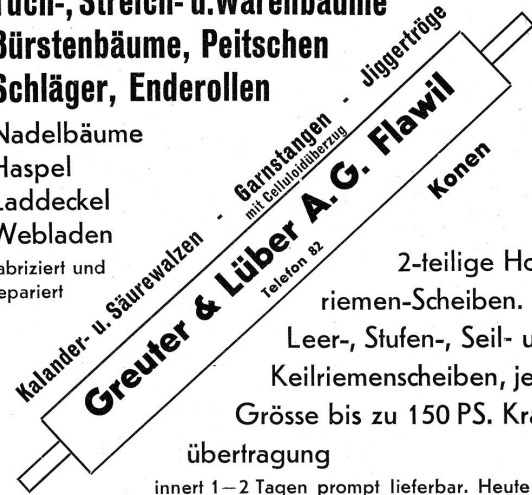 Tuch-, Streich- u.Warenbäume
Bürstenbäume, Peitschen
Schläger, Enderollen
Nadelbäume
Haspel
Laddeckel
Webladen
abriziert und
epariert
Kalander- u. Säurewalzen - Garnstangen - Jiggertröge
mit Celluloidüberzug
Greuter & Lüber A. G. Flawil
Telefon 82
Konen
2-teilige Ho
riemen-Scheiben.
Leer-, Stufen-, Seil- u
Keilriemenscheiben, je
Grösse bis zu 150 PS. Kra
übertragung
innert 1—2 Tagen prompt lieferbar. Heute